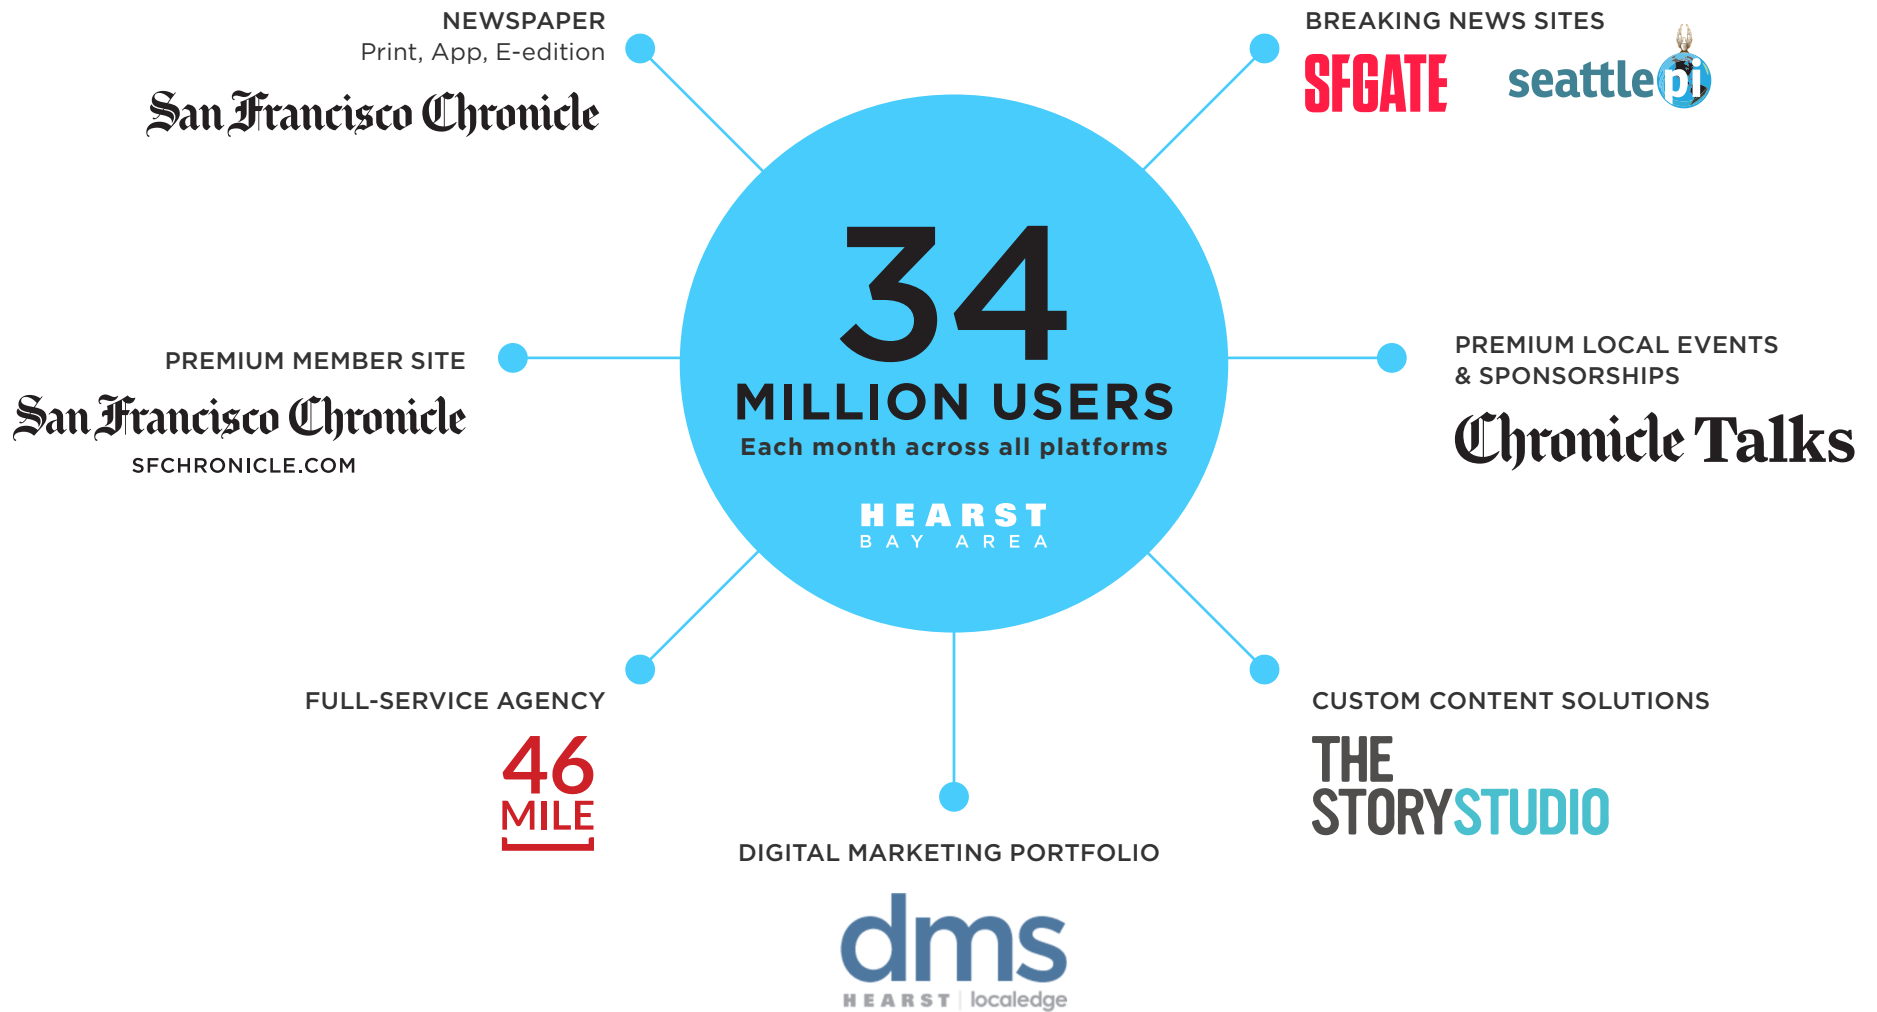 NEWSPAPER
Print, App, E-edition
San Francisco Chronicle
BREAKING NEWS SITES
SFGATE
seattlepi
34
MILLION USERS
Each month across all platforms
HEARST
BAY AREA
PREMIUM MEMBER SITE
San Francisco Chronicle
SFCHRONICLE.COM
PREMIUM LOCAL EVENTS
& SPONSORSHIPS
Chronicle Talks
FULL-SERVICE AGENCY
46
MILE
DIGITAL MARKETING PORTFOLIO
dms
HEARST | localedge
CUSTOM CONTENT SOLUTIONS
THE
STORYSTUDIO